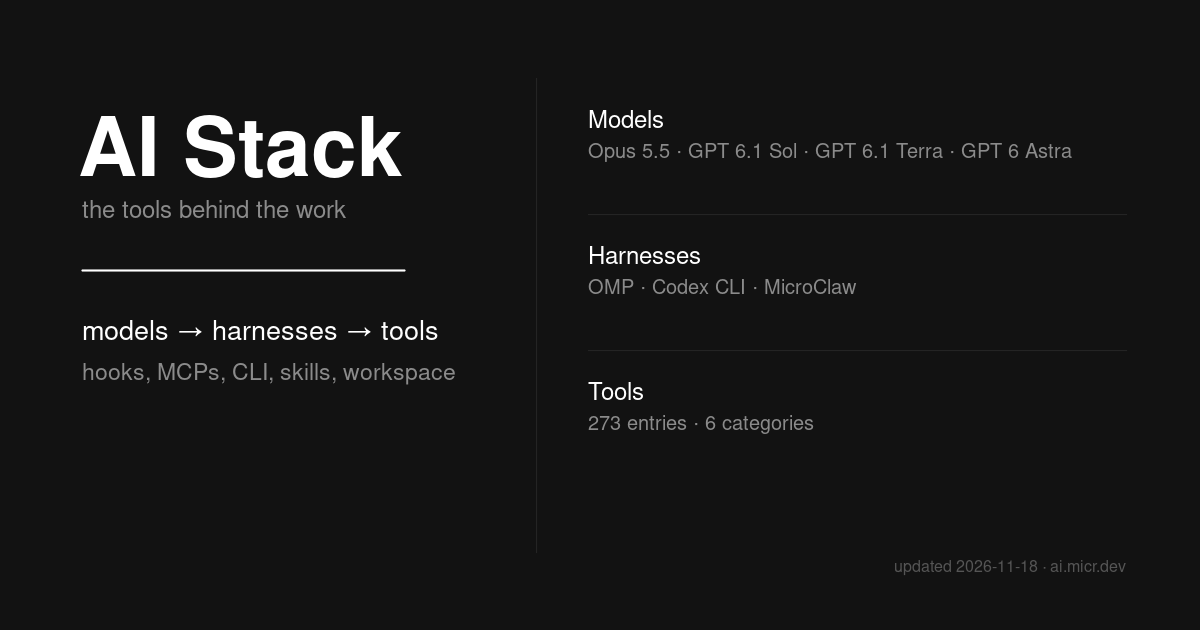 AI Stack
the tools behind the work
models → harnesses → tools
hooks, MCPs, CLI, skills, workspace
Models
Opus 5.5 · GPT 6.1 Sol · GPT 6.1 Terra · GPT 6 Astra
Harnesses
OMP · Codex CLI · MicroClaw
Tools
273 entries · 6 categories
updated 2026-11-18 · ai.micr.dev